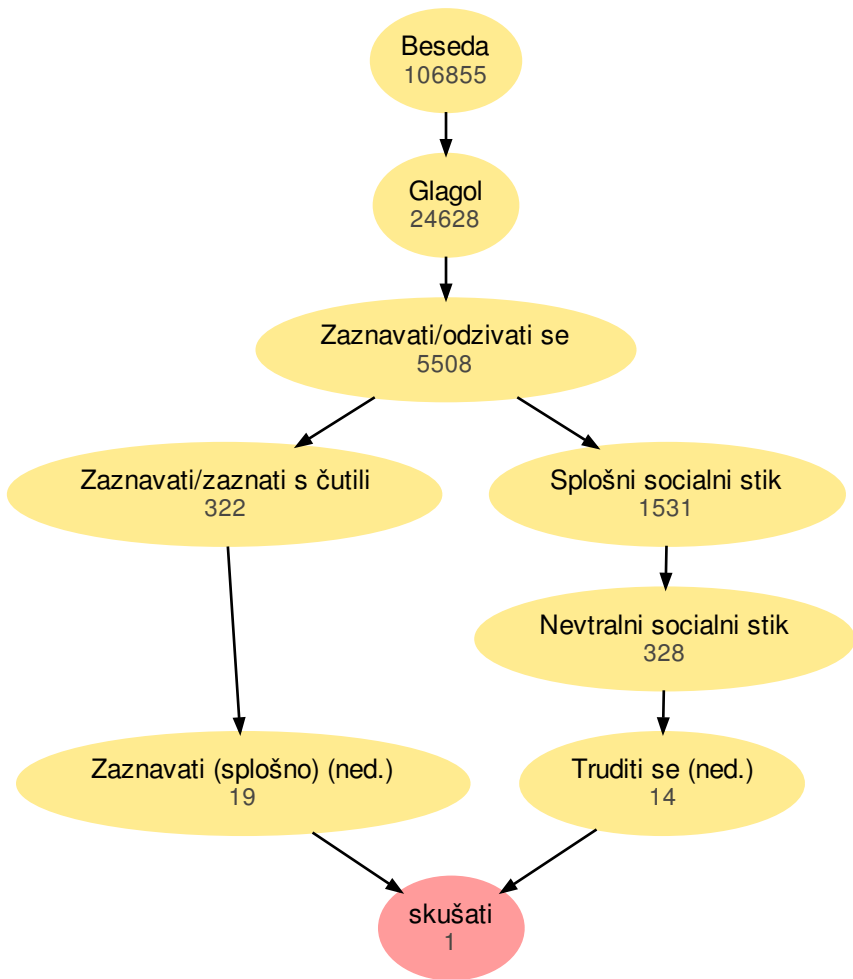 Beseda
106855
Glagol
24628
Zaznavati/odzivati se
5508
Zaznavati/zaznati s čutili
322
Splošni socialni stik
1531
Nevtralni socialni stik
328
Zaznavati (splošno) (ned.)
19
Truditi se (ned.)
14
skušati
1